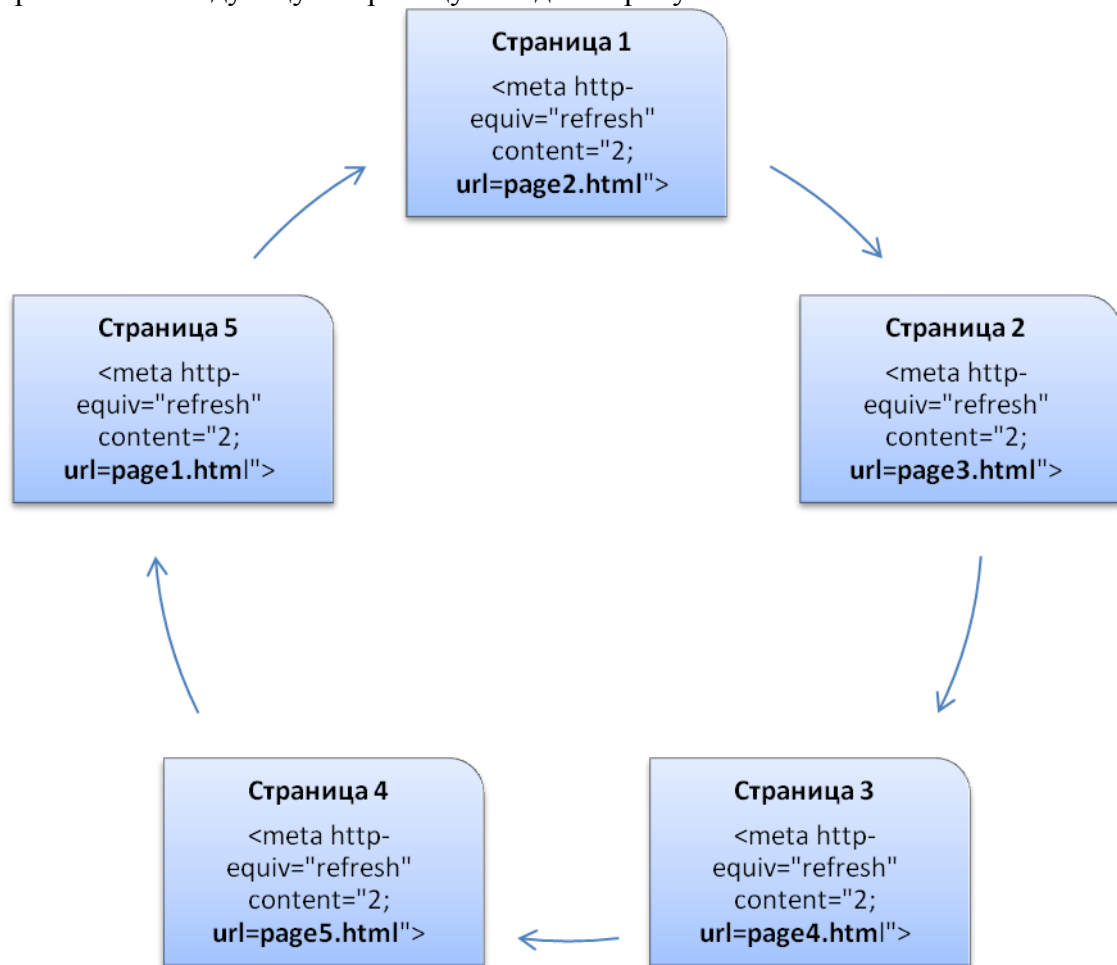 Страница 1
<meta http-
equiv="refresh"
content="2;
url=page2.html">
Страница 5
<meta http-
equiv="refresh"
content="2;
url=page1.html">
Страница 2
<meta http-
equiv="refresh"
content="2;
url=page3.html">
Страница 4
<meta http-
equiv="refresh"
content="2;
url=page5.html">
Страница 3
<meta http-
equiv="refresh"
content="2;
url=page4.html">